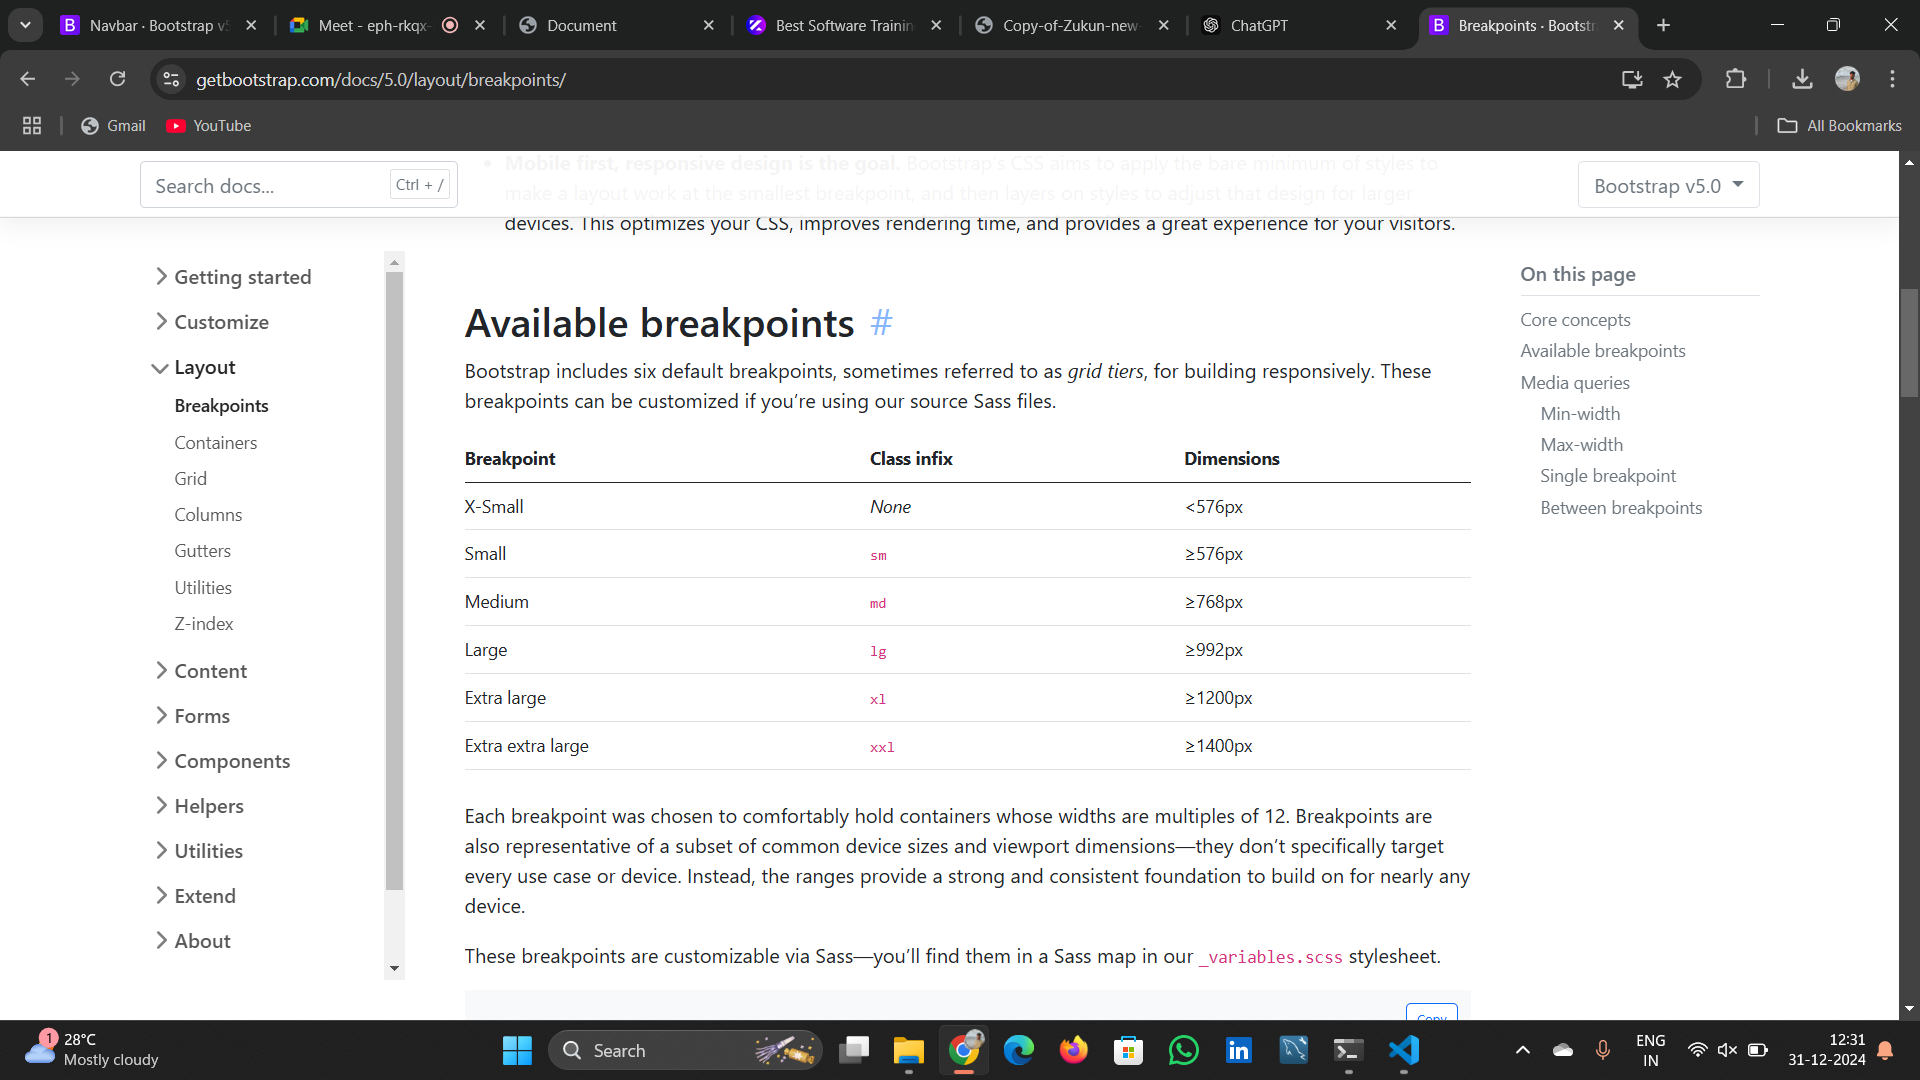 Navbar · Bootstrap v5
Meet - eph-rkqx-
Document
Best Software Trainin
Copy-of-Zukun-new-
ChatGPT
Breakpoints · Bootstr
getbootstrap.com/docs/5.0/layout/breakpoints/
Gmail
YouTube
All Bookmarks
Search docs...
Ctrl + /
Bootstrap v5.0
Mobile first, responsive design is the goal. Bootstrap's CSS aims to apply the bare minimum of styles to
make a layout work at the smallest breakpoint, and then layers on styles to adjust that design for larger
devices. This optimizes your CSS, improves rendering time, and provides a great experience for your visitors.
Getting started
Customize
Layout
Breakpoints
Containers
Grid
Columns
Gutters
Utilities
Z-index
Content
Forms
Components
Helpers
Utilities
Extend
About
Available breakpoints #
Bootstrap includes six default breakpoints, sometimes referred to as grid tiers, for building responsively. These
breakpoints can be customized if you’re using our source Sass files.
Breakpoint Class infix Dimensions
X-Small None <576px
Small sm ≥576px
Medium md ≥768px
Large lg ≥992px
Extra large xl ≥1200px
Extra extra large xxl ≥1400px
Each breakpoint was chosen to comfortably hold containers whose widths are multiples of 12. Breakpoints are
also representative of a subset of common device sizes and viewport dimensions—they don’t specifically target
every use case or device. Instead, the ranges provide a strong and consistent foundation to build on for nearly any
device.
These breakpoints are customizable via Sass—you’ll find them in a Sass map in our _variables.scss stylesheet.
Copy
On this page
Core concepts
Available breakpoints
Media queries
Min-width
Max-width
Single breakpoint
Between breakpoints
1
28°C
Mostly cloudy
Search
ENG
IN
12:31
31-12-2024